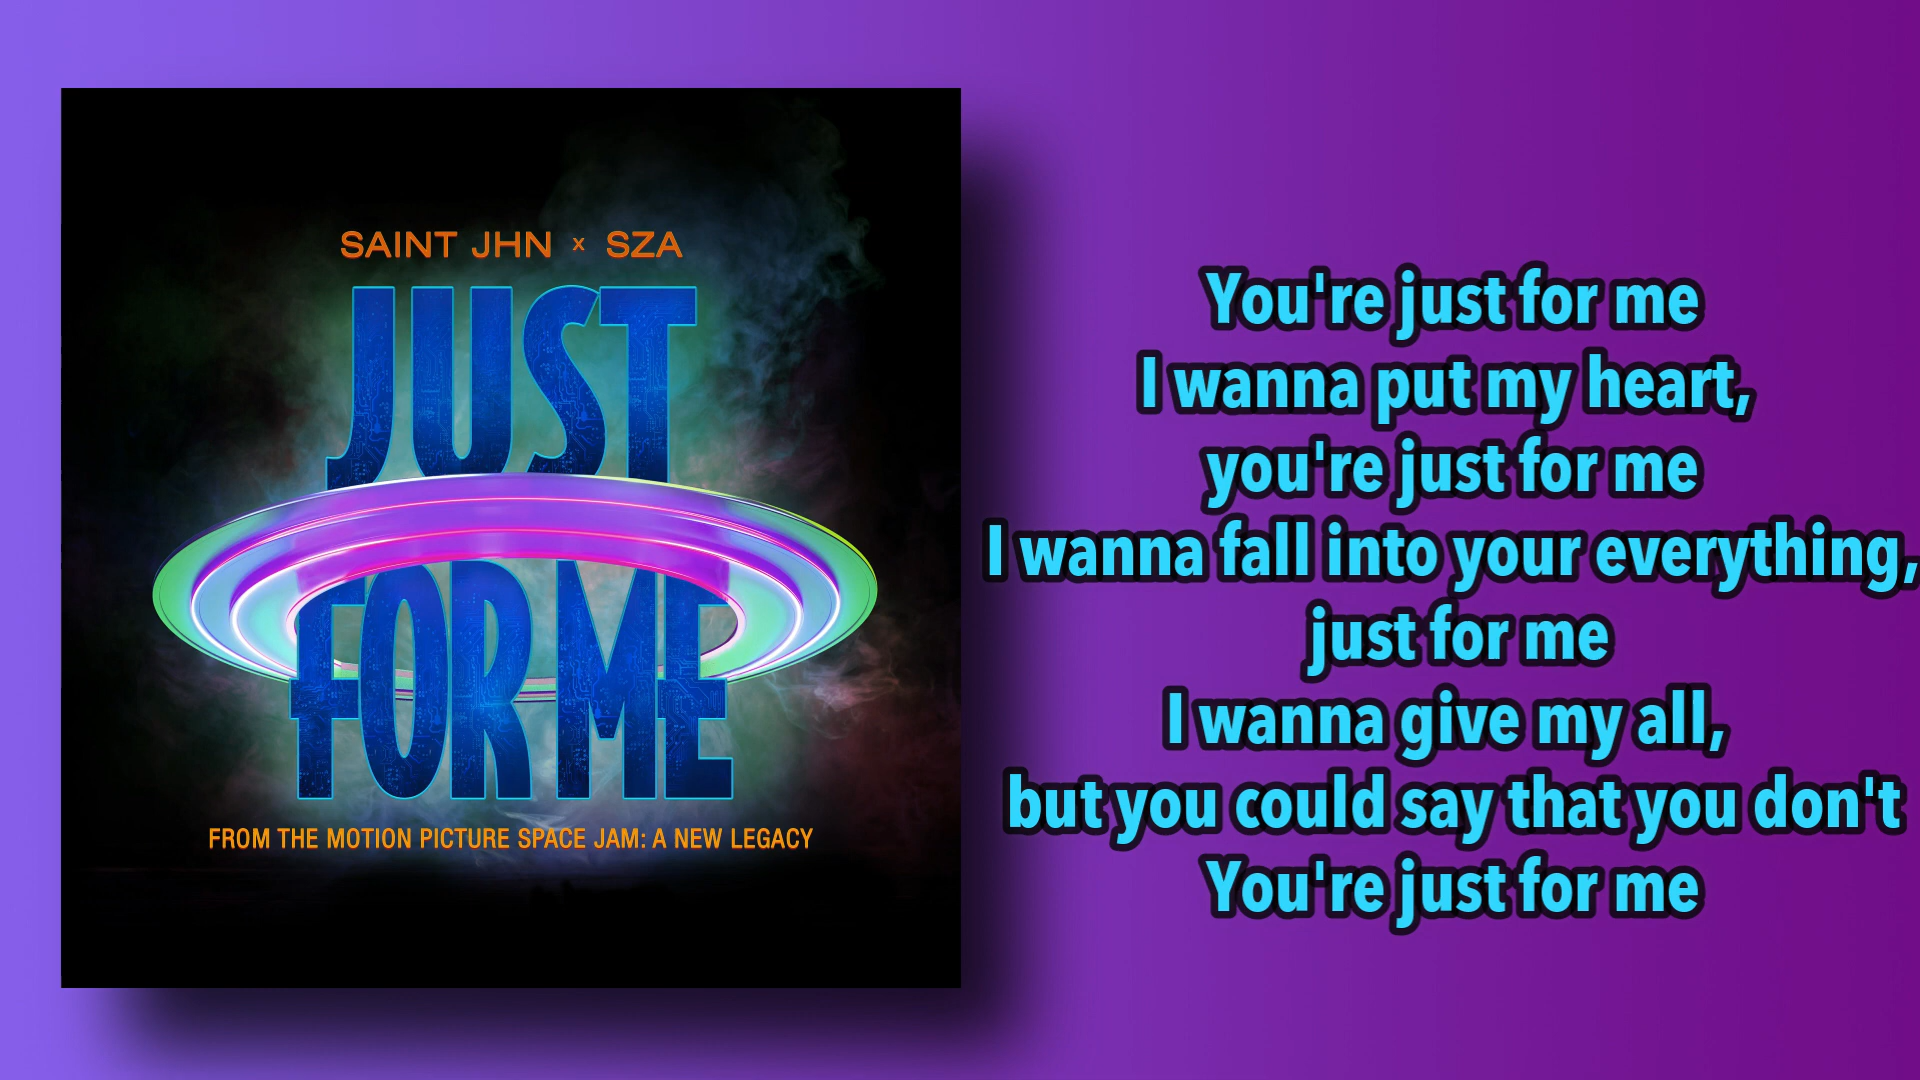 SAINT JHN x SZA
JUST
FOR ME
FROM THE MOTION PICTURE SPACE JAM: A NEW LEGACY
You're just for me
I wanna put my heart,
you're just for me
I wanna fall into your everything,
just for me
I wanna give my all,
but you could say that you don't
You're just for me